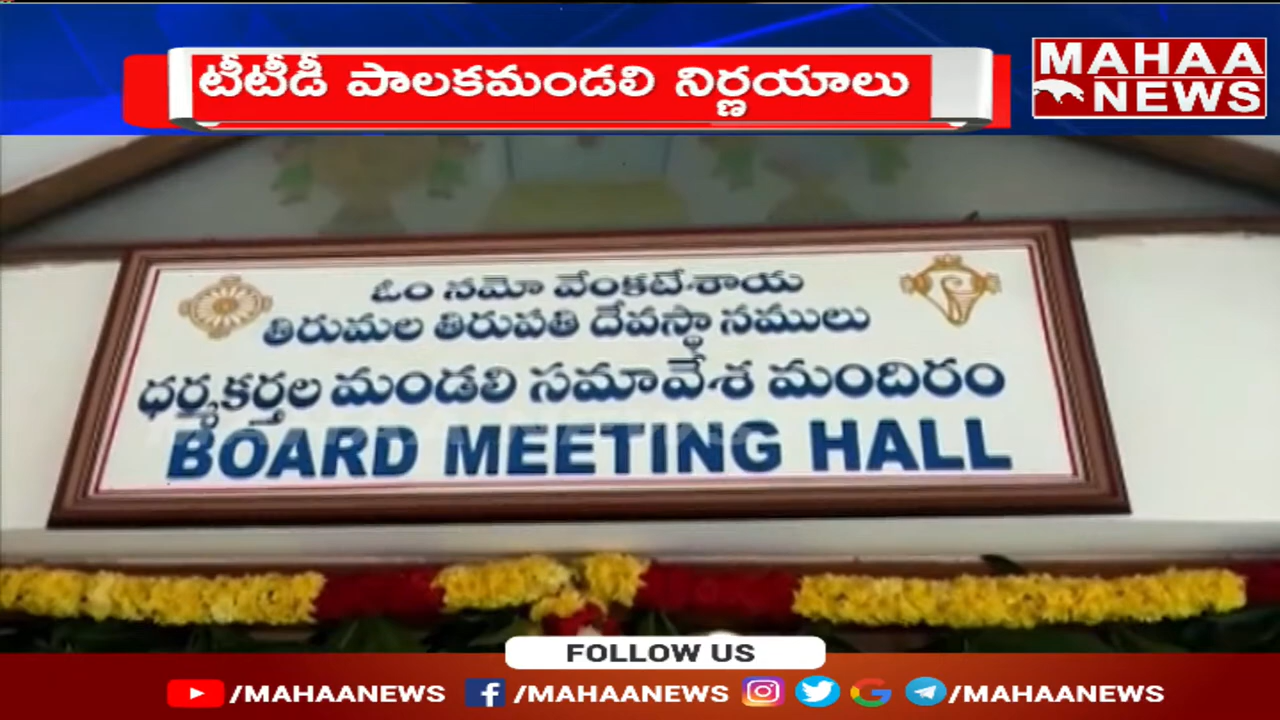 టీటీడీ పాలకమండలి నిర్ణయాలు
MAHAA
NEWS
ఓం నమో వేంకటేశాయ
తిరుమల తిరుపతి దేవస్థానములు
ధర్మకర్తల మండలి సమావేశ మందిరం
BOARD MEETING HALL
FOLLOW US
/MAHAANEWS /MAHAANEWS /MAHAANEWS